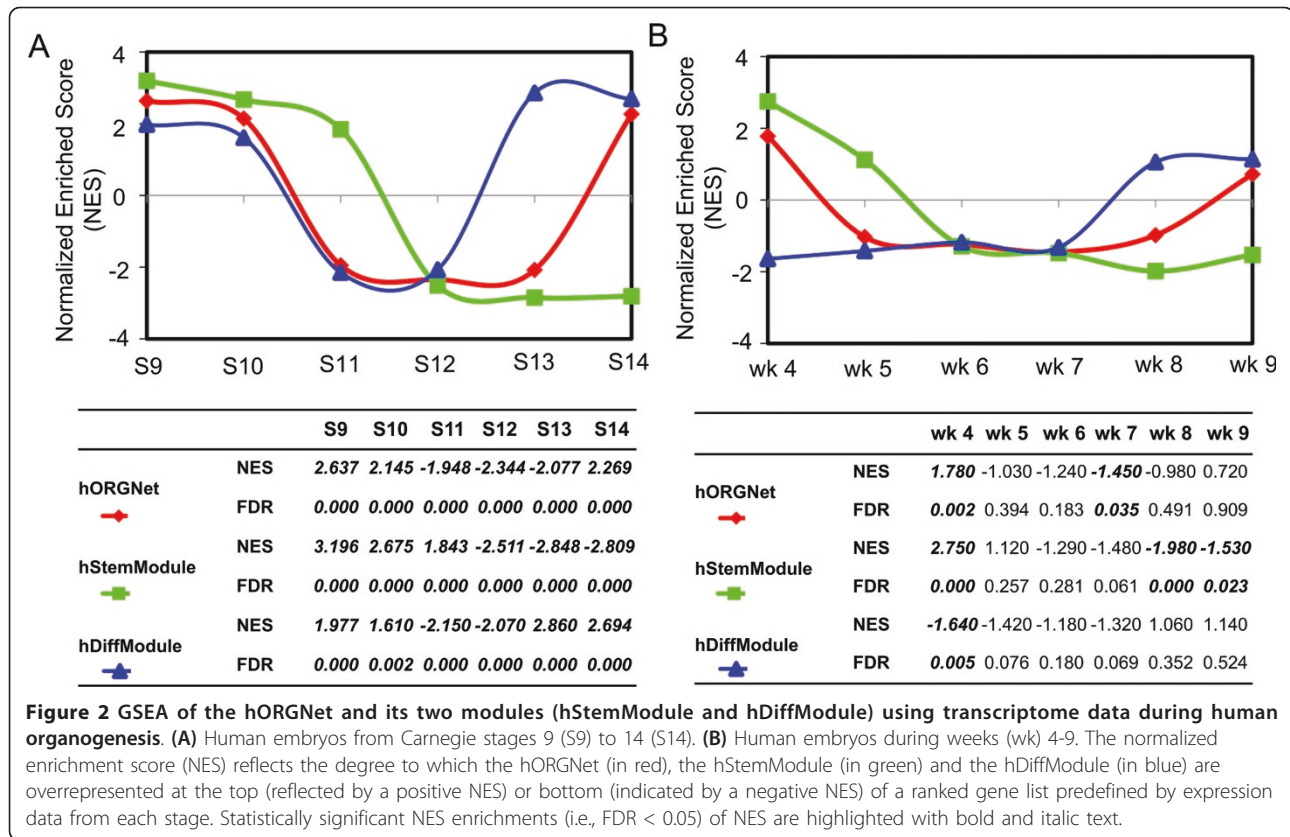 A
Normalized Enriched Score
(NES)
4
2
0
-2
-4
S9 S10 S11 S12 S13 S14
B
Normalized Enriched Score
(NES)
4
2
0
-2
-4
wk 4 wk 5 wk 6 wk 7 wk 8 wk 9
S9 S10 S11 S12 S13 S14
hORGNet
NES 2.637 2.145 -1.948 -2.344 -2.077 2.269
FDR 0.000 0.000 0.000 0.000 0.000 0.000
hStemModule
NES 3.196 2.675 1.843 -2.511 -2.848 -2.809
FDR 0.000 0.000 0.000 0.000 0.000 0.000
hDiffModule
NES 1.977 1.610 -2.150 -2.070 2.860 2.694
FDR 0.000 0.002 0.000 0.000 0.000 0.000
wk 4 wk 5 wk 6 wk 7 wk 8 wk 9
hORGNet
NES 1.780 -1.030 -1.240 -1.450 -0.980 0.720
FDR 0.002 0.394 0.183 0.035 0.491 0.909
hStemModule
NES 2.750 1.120 -1.290 -1.480 -1.980 -1.530
FDR 0.000 0.257 0.281 0.061 0.000 0.023
hDiffModule
NES -1.640 -1.420 -1.180 -1.320 1.060 1.140
FDR 0.005 0.076 0.180 0.069 0.352 0.524
Figure 2 GSEA of the hORGNet and its two modules (hStemModule and hDiffModule) using transcriptome data during human
organogenesis. (A) Human embryos from Carnegie stages 9 (S9) to 14 (S14). (B) Human embryos during weeks (wk) 4-9. The normalized
enrichment score (NES) reflects the degree to which the hORGNet (in red), the hStemModule (in green) and the hDiffModule (in blue) are
overrepresented at the top (reflected by a positive NES) or bottom (indicated by a negative NES) of a ranked gene list predefined by expression
data from each stage. Statistically significant NES enrichments (i.e., FDR < 0.05) of NES are highlighted with bold and italic text.